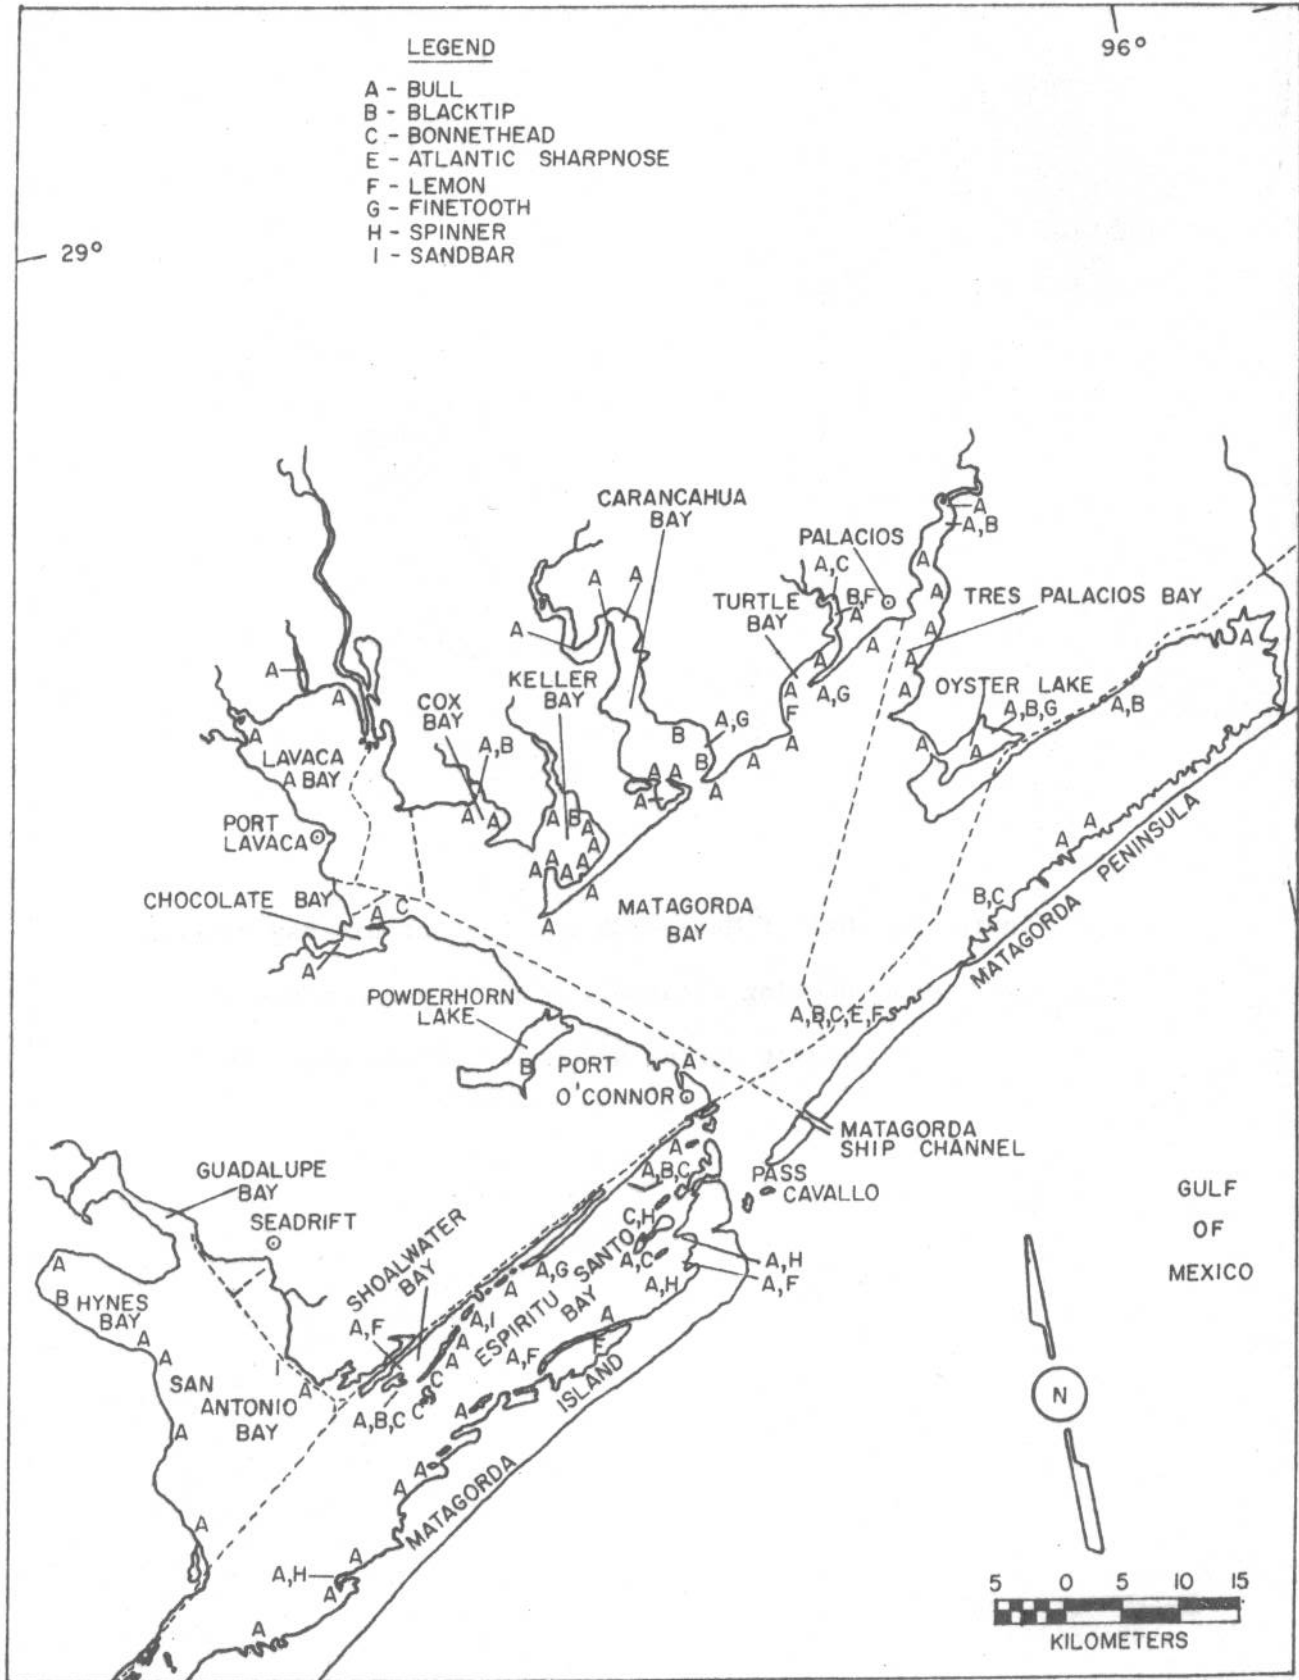 LEGEND
A - BULL
B - BLACKTIP
C - BONNETHEAD
E - ATLANTIC SHARPNOSE
F - LEMON
G - FINETOOTH
H - SPINNER
I - SANDBAR
96°
29°
CARANCAHUA
BAY
PALACIOS
A
A,B
A,C
A
A
A
B,F
A
TURTLE
BAY
A
TRES PALACIOS BAY
A
A
A
A
KELLER
BAY
A
A
A
A
A
A
F
A
A,G
A
OYSTER LAKE
A,B,G
A,B
COX
BAY
A,B
A,G
B
B
A
A
A
A
LAVACA
A BAY
A
A
A
A
A
A
B
A
A
A
A
A
A
A
A
A
PORT
LAVACA
A
A
MATAGORDA
PENINSULA
CHOCOLATE BAY
A
C
A
MATAGORDA
BAY
B,C
POWDERHORN
LAKE
B
A,B,C,E,F
PORT
O'CONNOR
A
MATAGORDA
SHIP CHANNEL
PASS
CAVALLO
GULF
OF
MEXICO
A
A,B,C
GUADALUPE
BAY
SEADRIFT
SHOALWATER
BAY
C,H
A,C
A,H
A,F
A,H
A,G
A
A,I
A
A
ESPIRITU SANTO
BAY
A
HYNES
BAY
B
A
A
A,F
A,F
A
E
I
A
C
C
A,B,C
SAN
ANTONIO
BAY
A
A
A
A
MATAGORDA
ISLAND
A
A
A,H
A
A
N
5 0 5 10 15
KILOMETERS